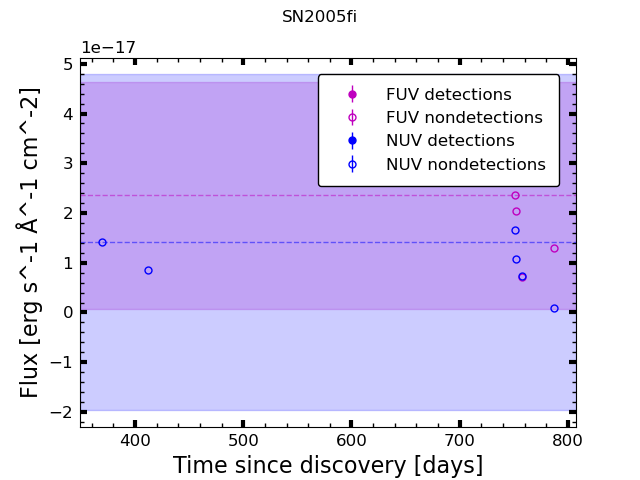 SN2005fi
1e−17
5
4
3
2
1
0
−1
−2
Flux [erg s^-1 Å^-1 cm^-2]
FUV detections
FUV nondetections
NUV detections
NUV nondetections
400 500 600 700 800
Time since discovery [days]